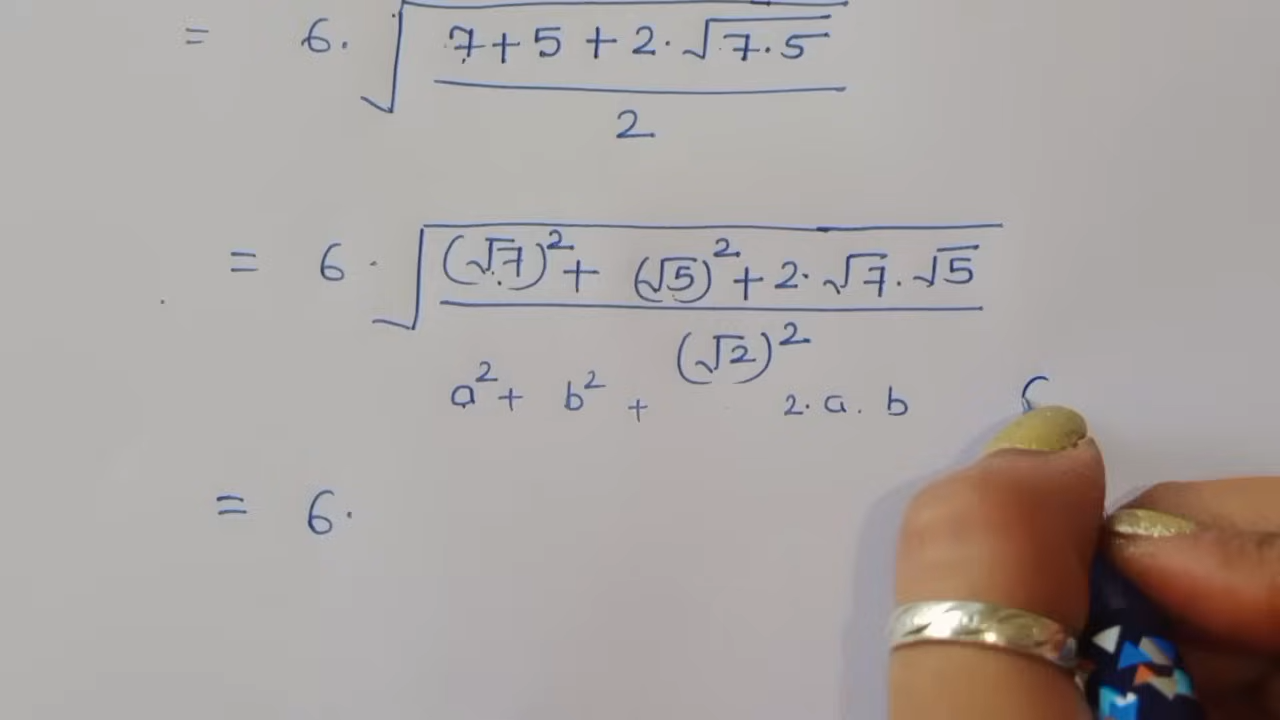 = 6. √(7+5+2.√(7.5) / 2)
= 6. √((√7)²+(√5)²+2.√7.√5 / (√2)²)
a²+ b² + 2.a.b
= 6.